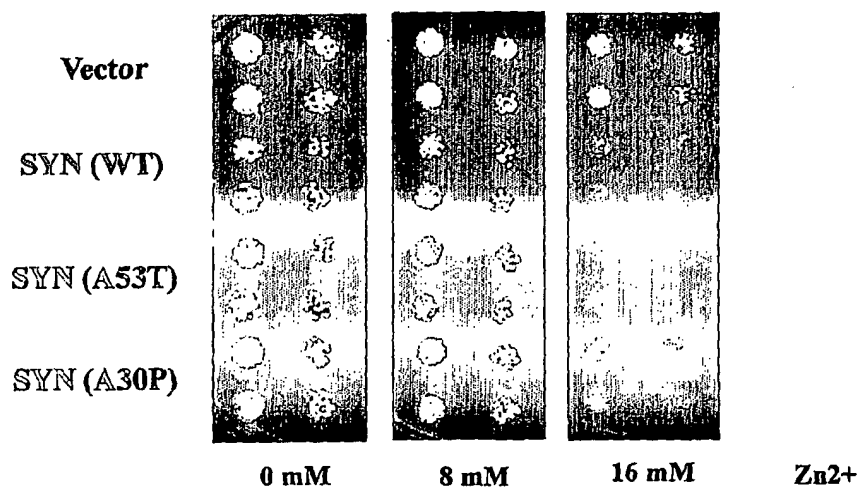 Vector
SYN (WT)
SYN (A53T)
SYN (A30P)
0 mM 8 mM 16 mM Zn2+